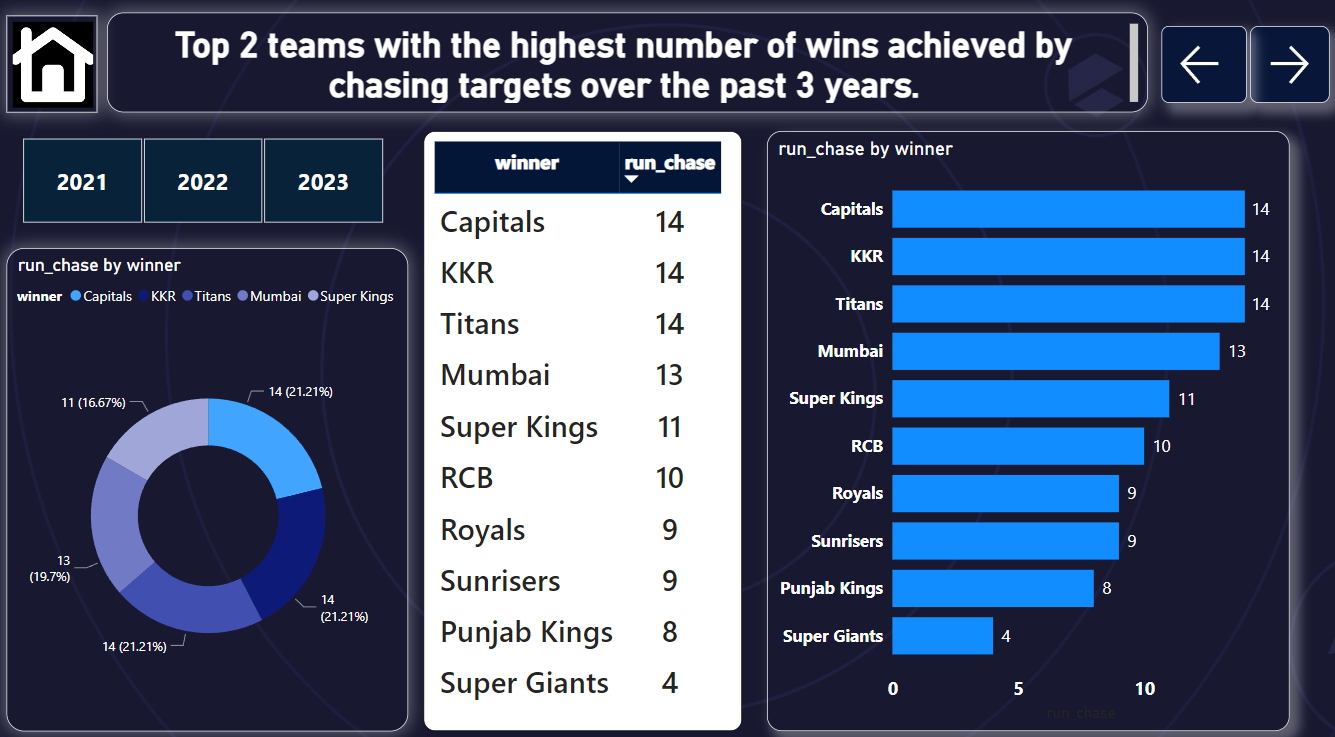 Top 2 teams with the highest number of wins achieved by
chasing targets over the past 3 years.
2021 2022 2023
run_chase by winner
winner Capitals KKR Titans Mumbai Super Kings
14 (21.21%)
11 (16.67%)
13
(19.7%)
14
(21.21%)
14 (21.21%)
winner run_chase
Capitals 14
KKR 14
Titans 14
Mumbai 13
Super Kings 11
RCB 10
Royals 9
Sunrisers 9
Punjab Kings 8
Super Giants 4
run_chase by winner
Capitals 14
KKR 14
Titans 14
Mumbai 13
Super Kings 11
RCB 10
Royals 9
Sunrisers 9
Punjab Kings 8
Super Giants 4
0 5 10
run_chase